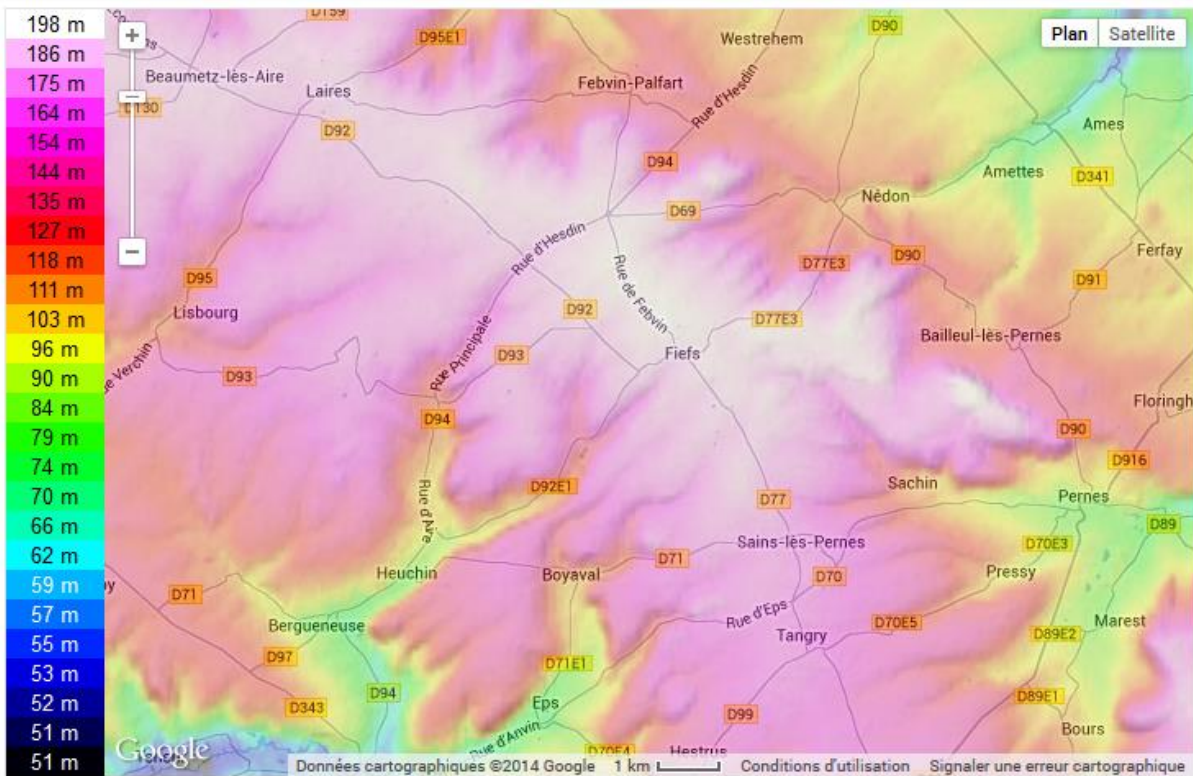 198 m
186 m
175 m
164 m
154 m
144 m
135 m
127 m
118 m
111 m
103 m
96 m
90 m
84 m
79 m
74 m
70 m
66 m
62 m
59 m
57 m
55 m
53 m
52 m
51 m
51 m
+
−
Plan Satellite
D159
D95E1
Westrehem
D90
Beaumetz-lès-Aire
Laires
Febvin-Palfart
Rue d'Hesdin
D130
D92
Ames
D94
Amettes
D341
Nédon
D69
Rue d'Hesdin
Rue de Febvin
D77E3
D90
Ferfay
D95
D91
Lisbourg
D92
D77E3
Bailleul-lès-Pernes
Verchin
D93
D93
Rue Principale
Fiefs
Floringh
D94
D90
D916
Rue d'Aire
D92E1
D77
Sachin
Pernes
D89
Sains-lès-Pernes
D70E3
Heuchin
Boyaval
D71
D70
Pressy
D71
Bergueneuse
Rue d'Eps
Tangry
D70E5
Marest
D89E2
D97
D71E1
D94
D343
Eps
D99
D89E1
Bours
Rue d'Anvin
D70E4
Hestrus
Google
Données cartographiques ©2014 Google 1 km Conditions d'utilisation Signaler une erreur cartographique